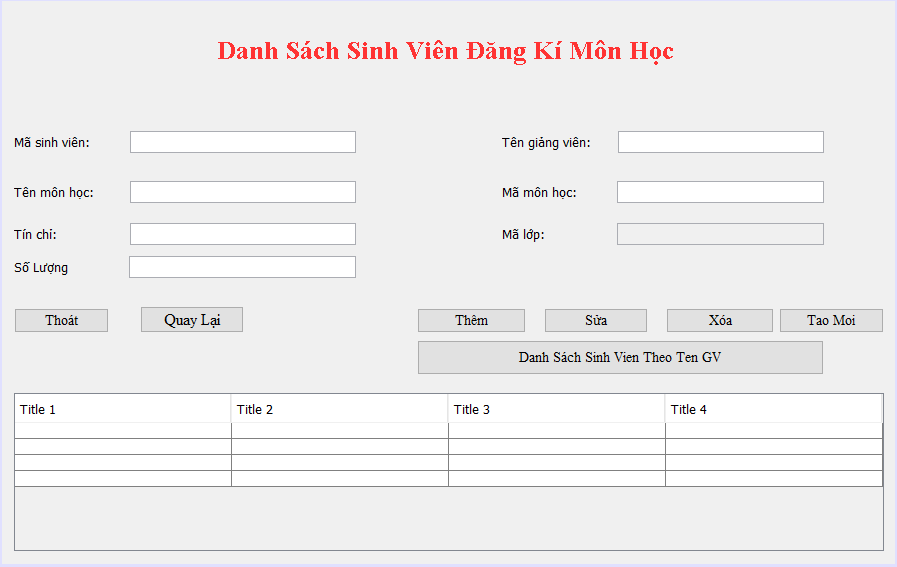 Danh Sách Sinh Viên Đăng Kí Môn Học
Mã sinh viên:
Tên giảng viên:
Tên môn học:
Mã môn học:
Tín chỉ:
Mã lớp:
Số Lượng
Thoát
Quay Lại
Thêm
Sửa
Xóa
Tao Moi
Danh Sách Sinh Vien Theo Ten GV
Title 1 Title 2 Title 3 Title 4